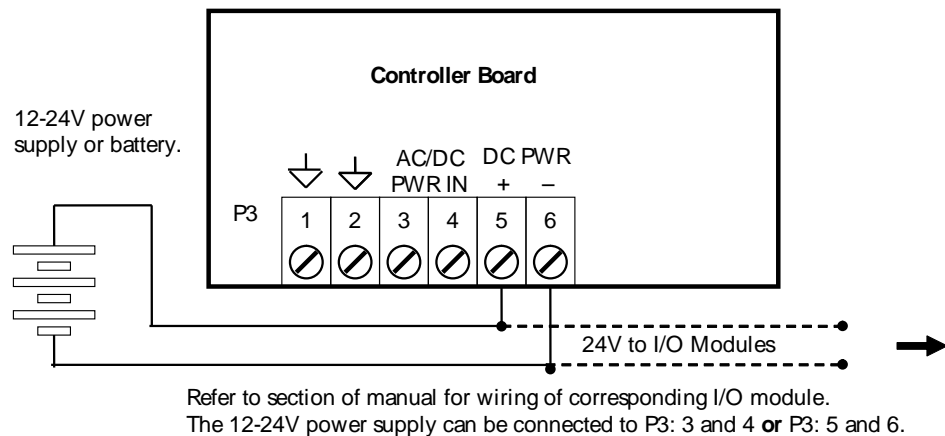 Controller Board
12-24V power
supply or battery.
AC/DC DC PWR
PWR IN + –
P3 1 2 3 4 5 6
24V to I/O Modules
Refer to section of manual for wiring of corresponding I/O module.
The 12-24V power supply can be connected to P3: 3 and 4 or P3: 5 and 6.